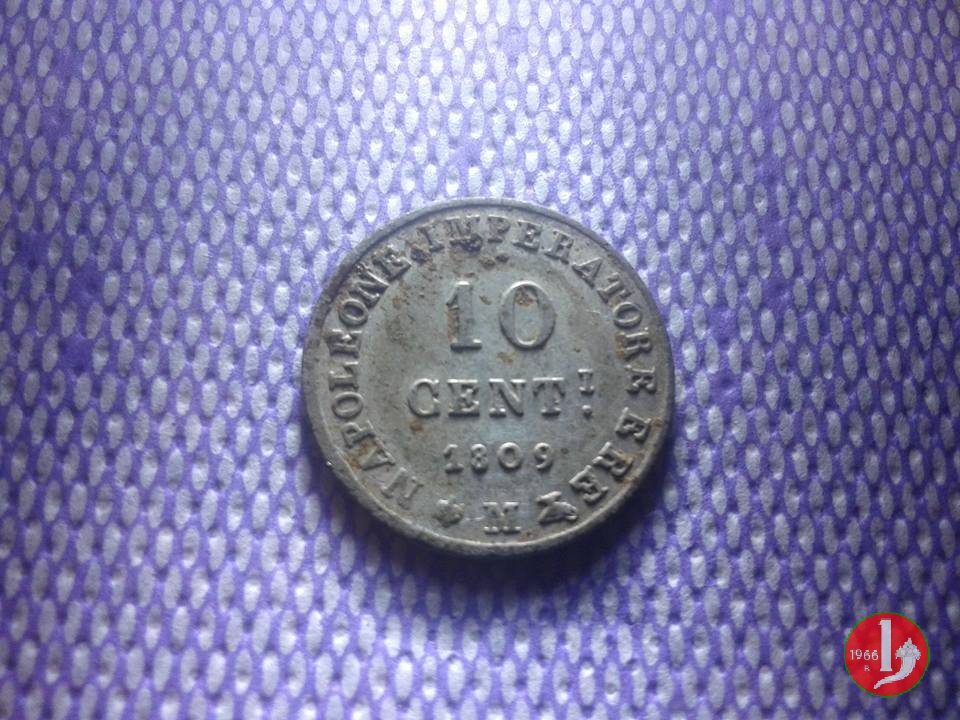 NAPOLEONE IMPERATORE E RE
10
CENT.I
1809
M
1966
R